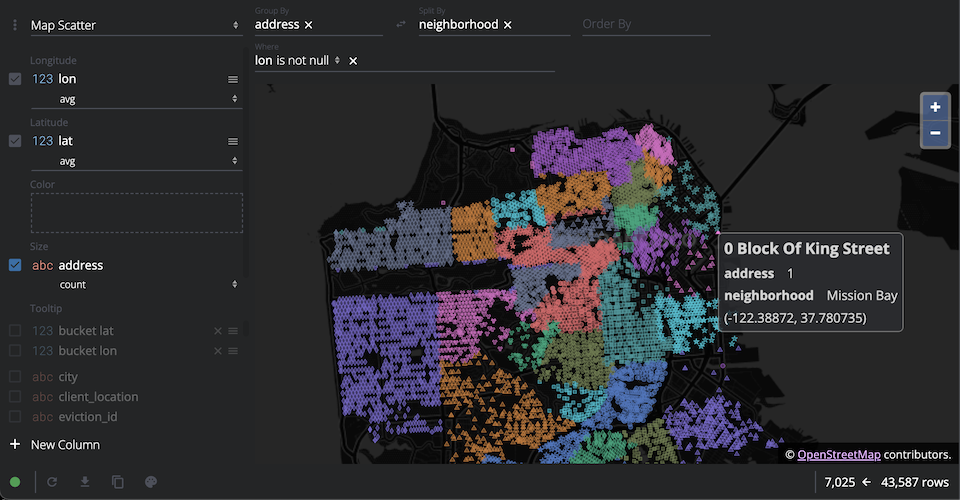 Map Scatter
Group By
address ×
Split By
neighborhood ×
Order By
Where
lon is not null ×
Longitude
123 lon
avg
Latitude
123 lat
avg
Color
Size
abc address
count
Tooltip
123 bucket lat ×
123 bucket lon ×
abc city
abc client_location
abc eviction_id
+ New Column
+
−
0 Block Of King Street
address 1
neighborhood Mission Bay
(-122.38872, 37.780735)
© OpenStreetMap contributors.
7,025 ← 43,587 rows